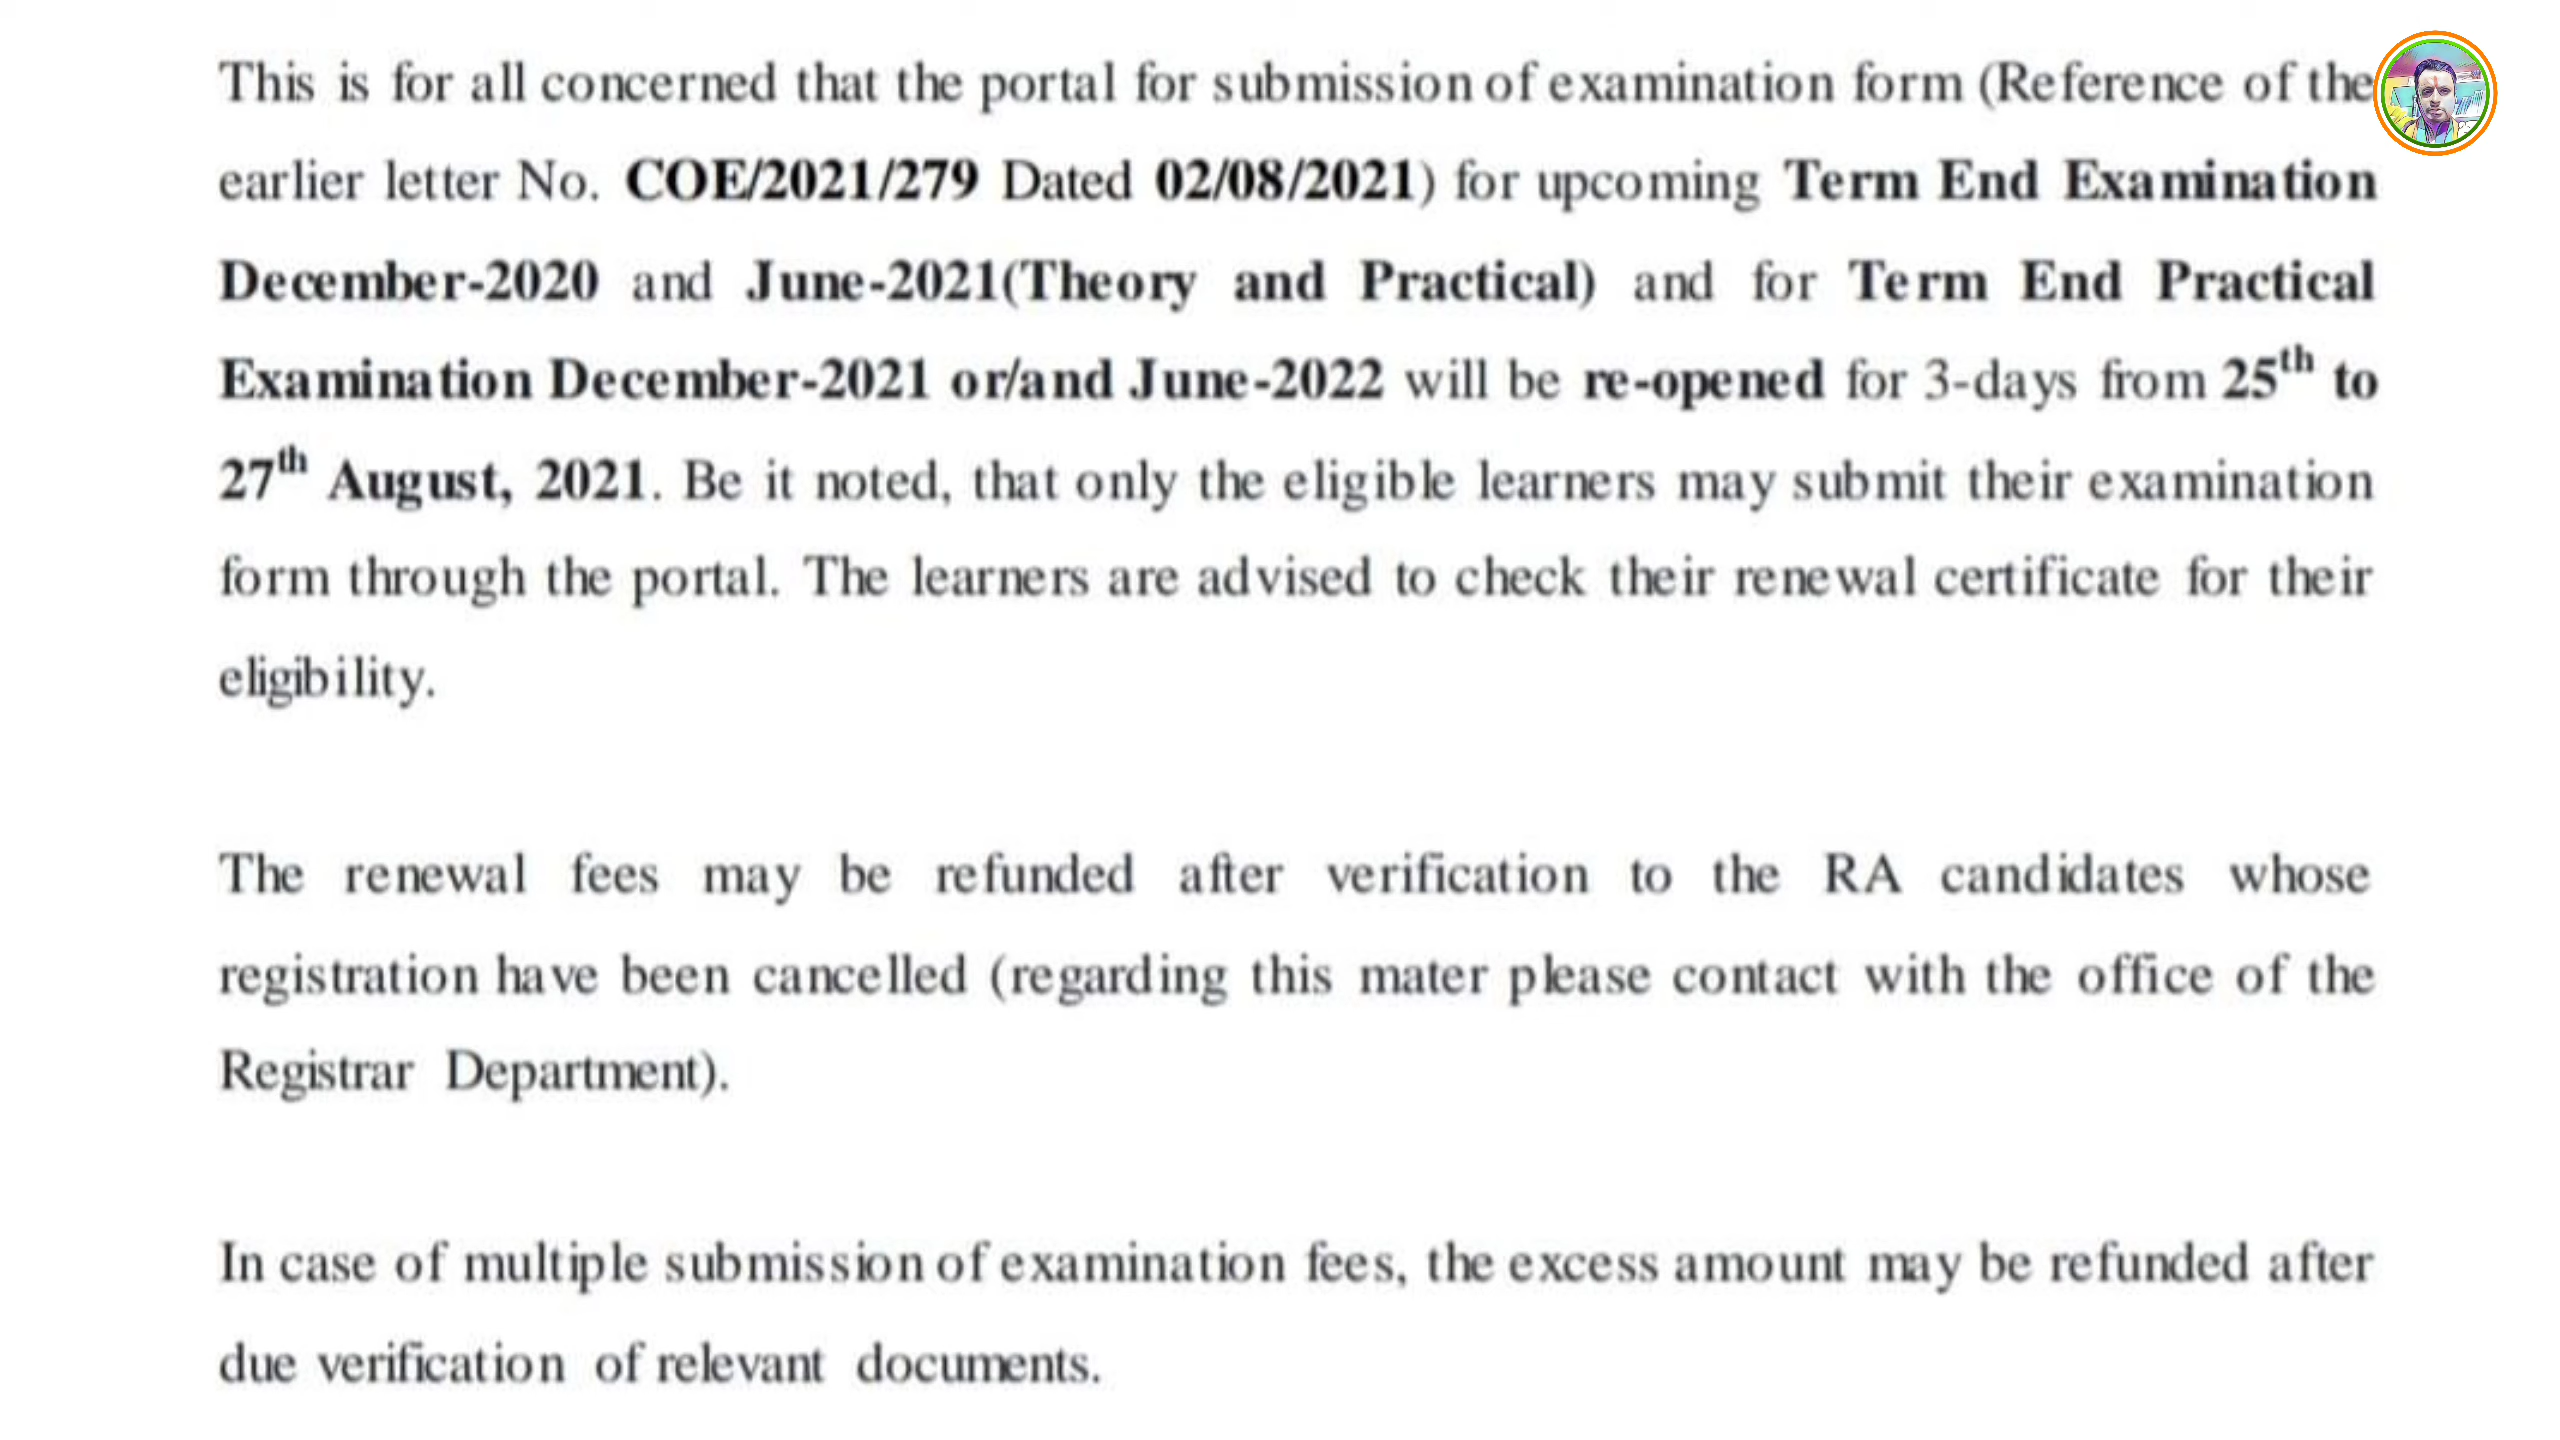 This is for all concerned that the portal for submission of examination form (Reference of the
earlier letter No. COE/2021/279 Dated 02/08/2021) for upcoming Term End Examination
December-2020 and June-2021(Theory and Practical) and for Term End Practical
Examination December-2021 or/and June-2022 will be re-opened for 3-days from 25th to
27th August, 2021. Be it noted, that only the eligible learners may submit their examination
form through the portal. The learners are advised to check their renewal certificate for their
eligibility.
The renewal fees may be refunded after verification to the RA candidates whose
registration have been cancelled (regarding this mater please contact with the office of the
Registrar Department).
In case of multiple submission of examination fees, the excess amount may be refunded after
due verification of relevant documents.